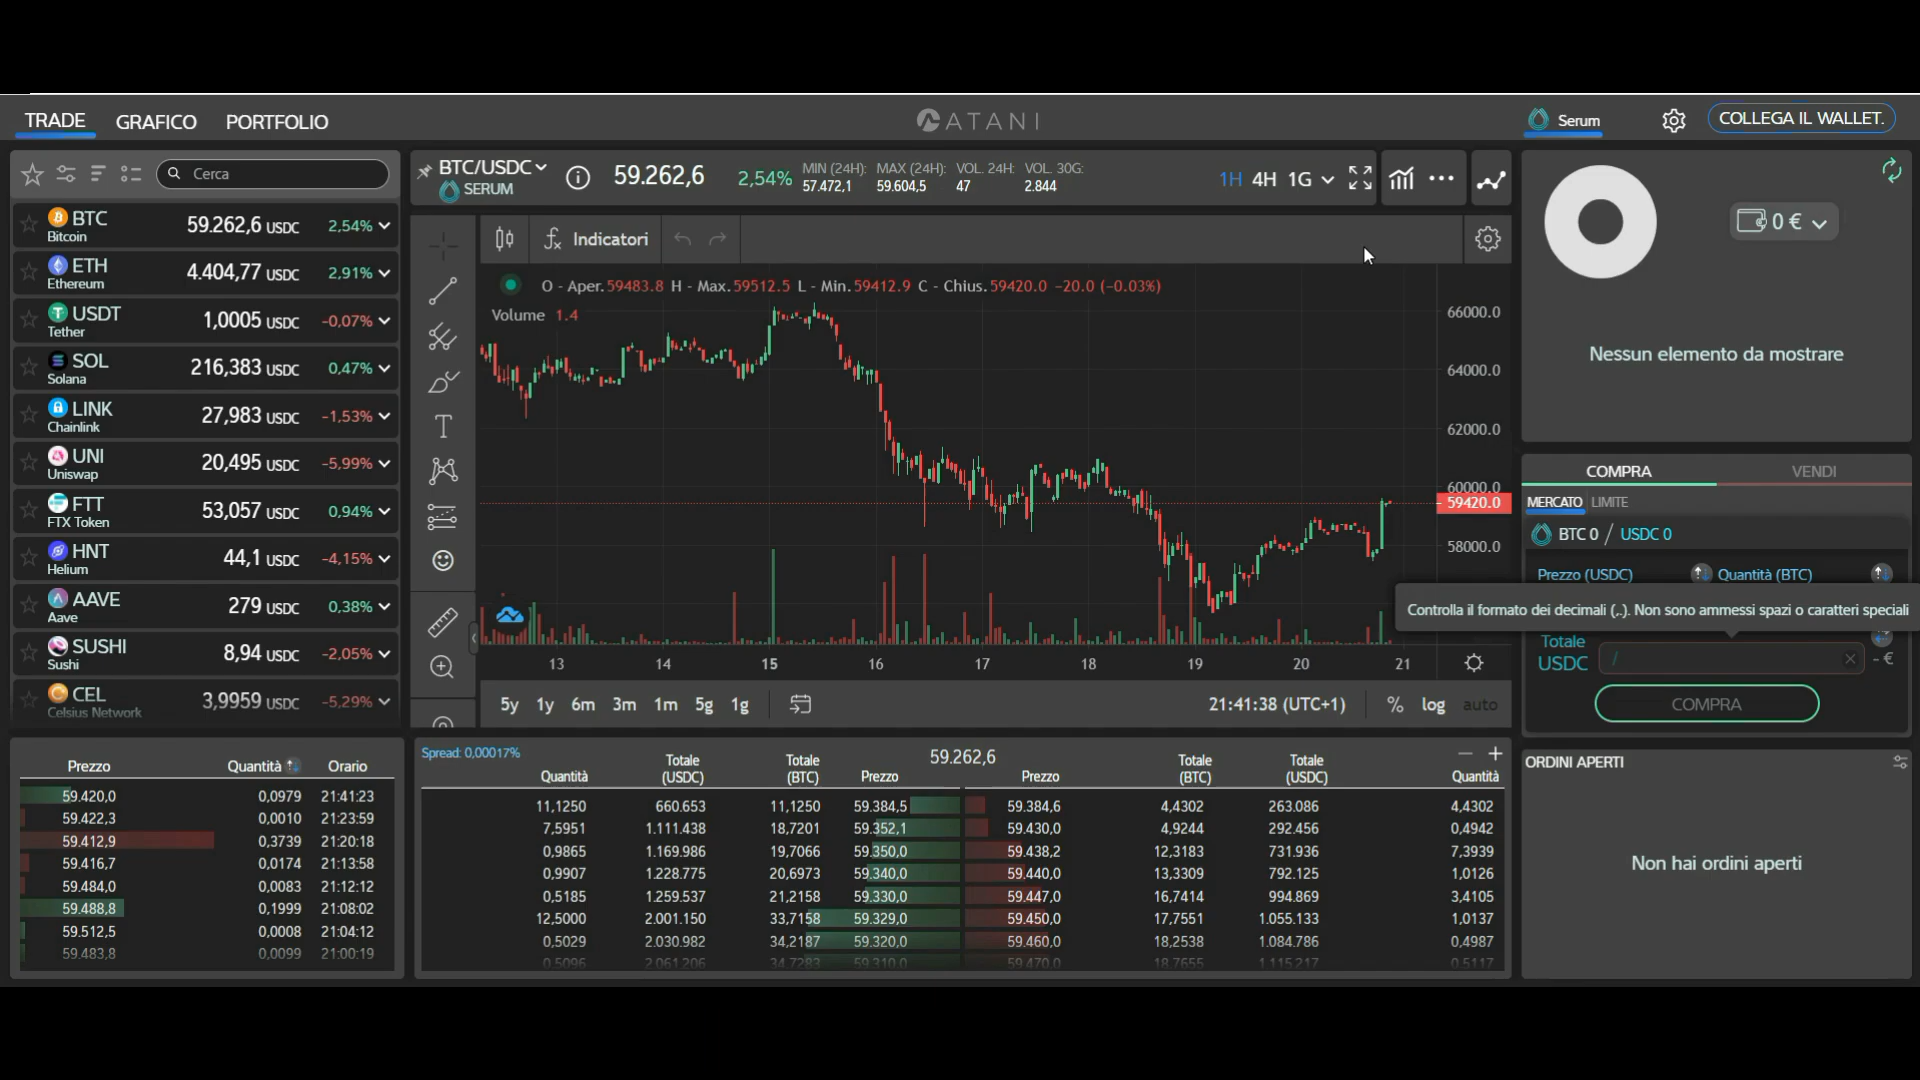 TRADE GRAFICO PORTFOLIO
ATANI
Serum
COLLEGA IL WALLET.
Cerca
BTC 59.262,6 USDC 2,54%
Bitcoin
ETH 4.404,77 USDC 2,91%
Ethereum
USDT 1,0005 USDC -0,07%
Tether
SOL 216,383 USDC 0,47%
Solana
LINK 27,983 USDC -1,53%
Chainlink
UNI 20,495 USDC -5,99%
Uniswap
FTT 53,057 USDC 0,94%
FTX Token
HNT 44,1 USDC -4,15%
Helium
AAVE 279 USDC 0,38%
Aave
SUSHI 8,94 USDC -2,05%
Sushi
CEL 3,9959 USDC -5,29%
Celsius Network
BTC/USDC
SERUM
59.262,6 2,54%
MIN (24H): MAX (24H): VOL. 24H: VOL. 30G:
57.472,1 59.604,5 47 2.844
1H 4H 1G
Indicatori
O - Aper. 59483.8 H - Max. 59512.5 L - Min. 59412.9 C - Chius. 59420.0 -20.0 (-0.03%)
Volume 1.4
66000.0
64000.0
62000.0
60000.0
59420.0
58000.0
13 14 15 16 17 18 19 20 21
5y 1y 6m 3m 1m 5g 1g
21:41:38 (UTC+1) % log auto
0 €
Nessun elemento da mostrare
COMPRA VENDI
MERCATO LIMITE
BTC 0 / USDC 0
Prezzo (USDC) Quantità (BTC)
Controlla il formato dei decimali (,.). Non sono ammessi spazi o caratteri speciali
Totale
USDC / - €
COMPRA
Prezzo Quantità Orario
59.420,0 0,0979 21:41:23
59.422,3 0,0010 21:23:59
59.412,9 0,3739 21:20:18
59.416,7 0,0174 21:13:58
59.484,0 0,0083 21:12:12
59.488,8 0,1999 21:08:02
59.512,5 0,0008 21:04:12
59.483,8 0,0099 21:00:19
Spread: 0,00017%
59.262,6
Quantità Totale (USDC) Totale (BTC) Prezzo Prezzo Totale (BTC) Totale (USDC) Quantità
11,1250 660.653 11,1250 59.384,5 59.384,6 4,4302 263.086 4,4302
7,5951 1.111.438 18,7201 59.352,1 59.430,0 4,9244 292.456 0,4942
0,9865 1.169.986 19,7066 59.350,0 59.438,2 12,3183 731.936 7,3939
0,9907 1.228.775 20,6973 59.340,0 59.440,0 13,3309 792.125 1,0126
0,5185 1.259.537 21,2158 59.330,0 59.447,0 16,7414 994.869 3,4105
12,5000 2.001.150 33,7158 59.329,0 59.450,0 17,7551 1.055.133 1,0137
0,5029 2.030.982 34,2187 59.320,0 59.460,0 18,2538 1.084.786 0,4987
0,5096 2.061.206 34,7283 59.310,0 59.470,0 18,7655 1.115.217 0,5117
ORDINI APERTI
Non hai ordini aperti